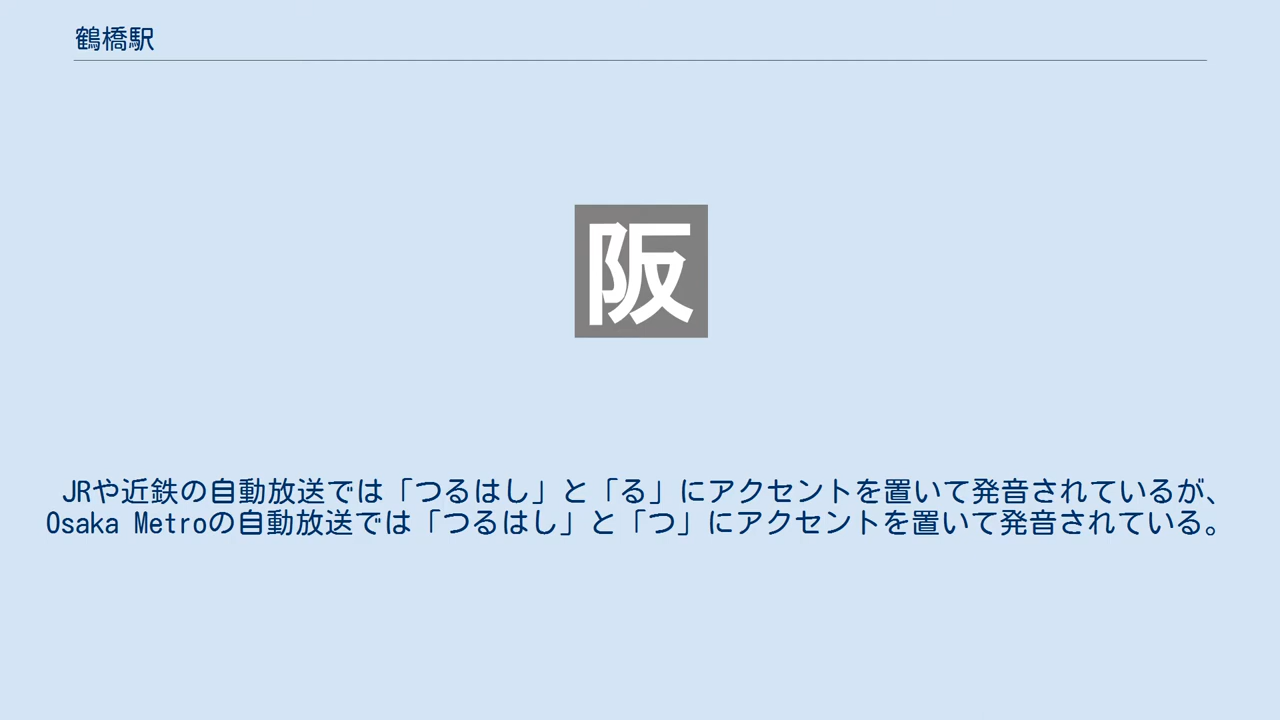 鶴橋駅
阪
JRや近鉄の自動放送では「つるはし」と「る」にアクセントを置いて発音されているが、
Osaka Metroの自動放送では「つるはし」と「つ」にアクセントを置いて発音されている。